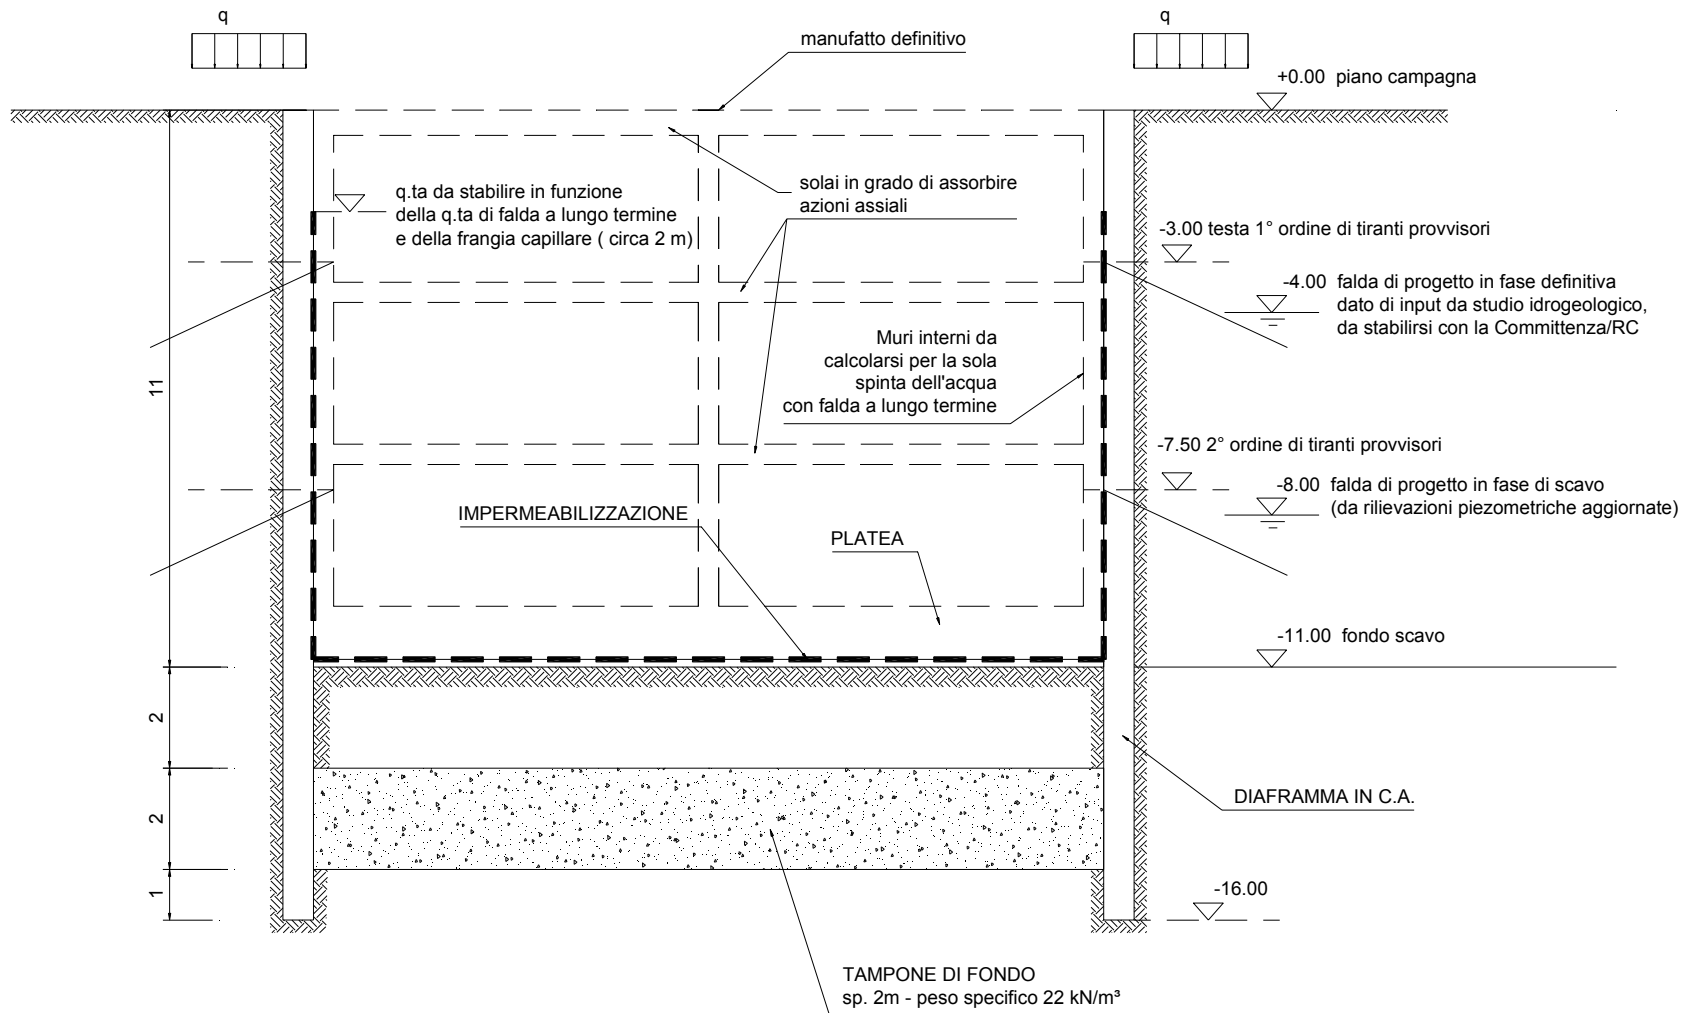 q
q
manufatto definitivo
+0.00 piano campagna
q.ta da stabilire in funzione
della q.ta di falda a lungo termine
e della frangia capillare ( circa 2 m)
solai in grado di assorbire
azioni assiali
-3.00 testa 1° ordine di tiranti provvisori
-4.00 falda di progetto in fase definitiva
dato di input da studio idrogeologico,
da stabilirsi con la Committenza/RC
Muri interni da
calcolarsi per la sola
spinta dell'acqua
con falda a lungo termine
11
-7.50 2° ordine di tiranti provvisori
-8.00 falda di progetto in fase di scavo
(da rilievazioni piezometriche aggiornate)
IMPERMEABILIZZAZIONE
PLATEA
-11.00 fondo scavo
2
2
1
DIAFRAMMA IN C.A.
-16.00
TAMPONE DI FONDO
sp. 2m - peso specifico 22 kN/m³